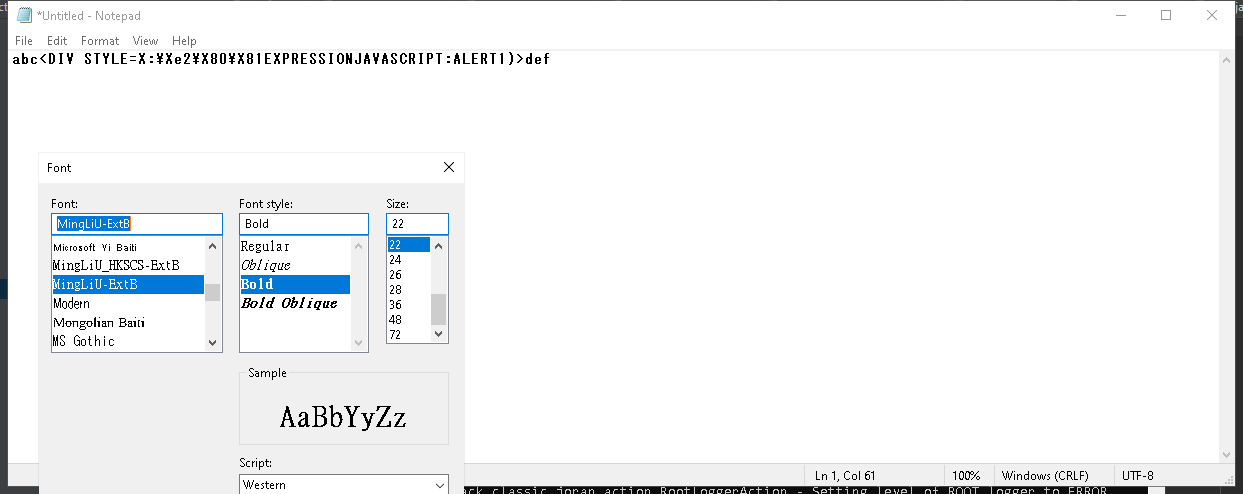 *Untitled - Notepad
File Edit Format View Help
abc<DIV STYLE=X:¥Xe2¥X80¥X81EXPRESSIONJAVASCRIPT:ALERT1)>def
Font
Font: Font style: Size:
MingLiU-ExtB Bold 22
Microsoft Yi Baiti Regular 22
MingLiU_HKSCS-ExtB Oblique 24
MingLiU-ExtB Bold 26
Modern Bold Oblique 28
Mongolian Baiti 36
MS Gothic 48
72
Sample
AaBbYyZz
Script:
Western
Ln 1, Col 61 100% Windows (CRLF) UTF-8
ack classic joran action RootLoggerAction - Setting level of ROOT logger to ERROR